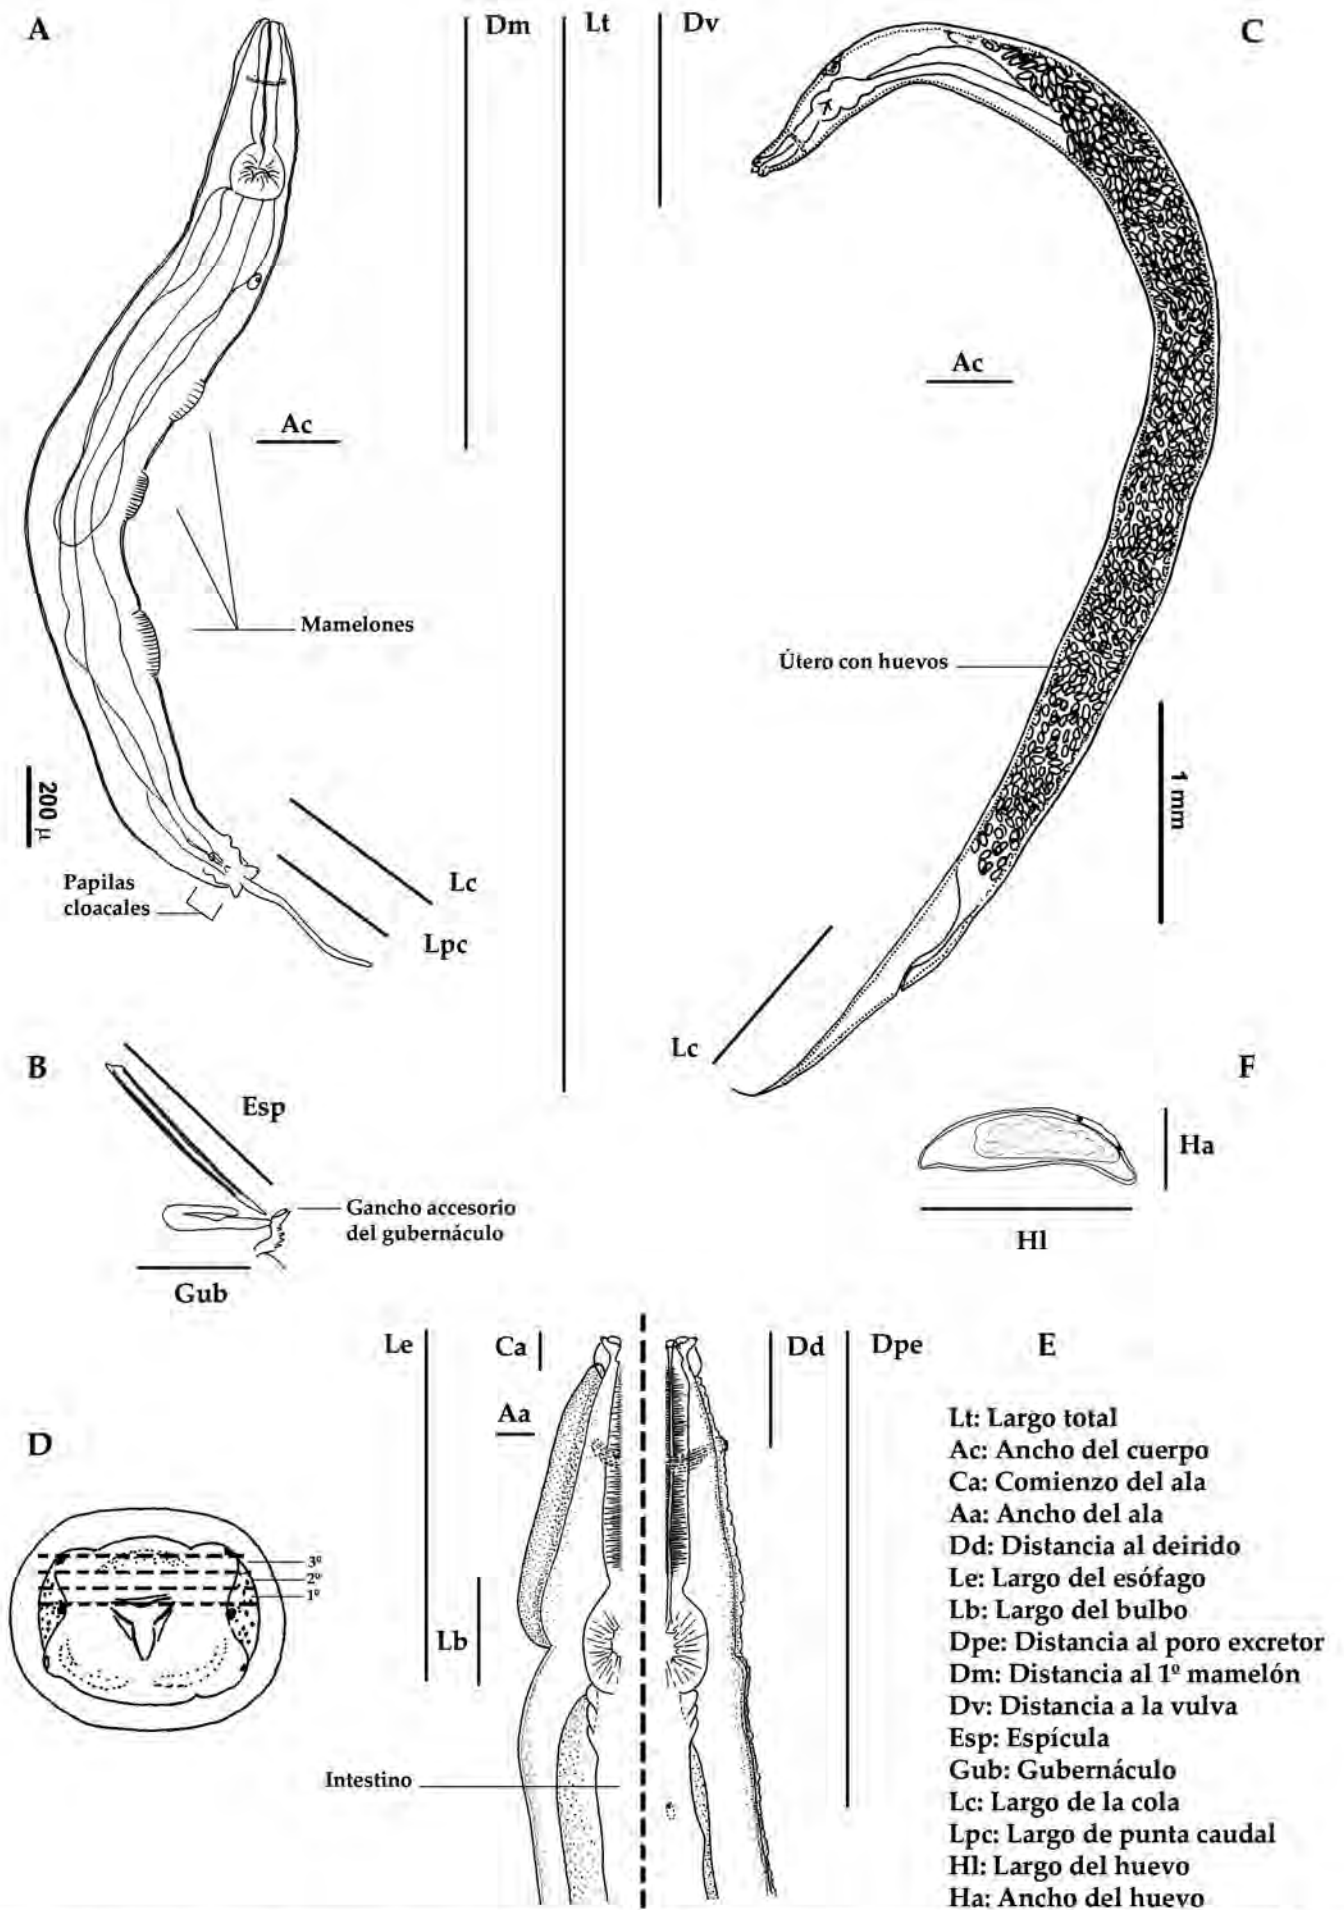 A
Dm
Lt
Dv
C
Ac
Ac
Mamelones
Útero con huevos
200 µ
1 mm
Papilas
cloacales
Lc
Lpc
Lc
B
Esp
Gancho accesorio
del gubernáculo
Gub
F
Ha
Hl
Le
Ca
Aa
Lb
Dd
Dpe
E
Intestino
D
3º
2º
1º
Lt: Largo total
Ac: Ancho del cuerpo
Ca: Comienzo del ala
Aa: Ancho del ala
Dd: Distancia al deirido
Le: Largo del esófago
Lb: Largo del bulbo
Dpe: Distancia al poro excretor
Dm: Distancia al 1º mamelón
Dv: Distancia a la vulva
Esp: Espícula
Gub: Gubernáculo
Lc: Largo de la cola
Lpc: Largo de punta caudal
Hl: Largo del huevo
Ha: Ancho del huevo